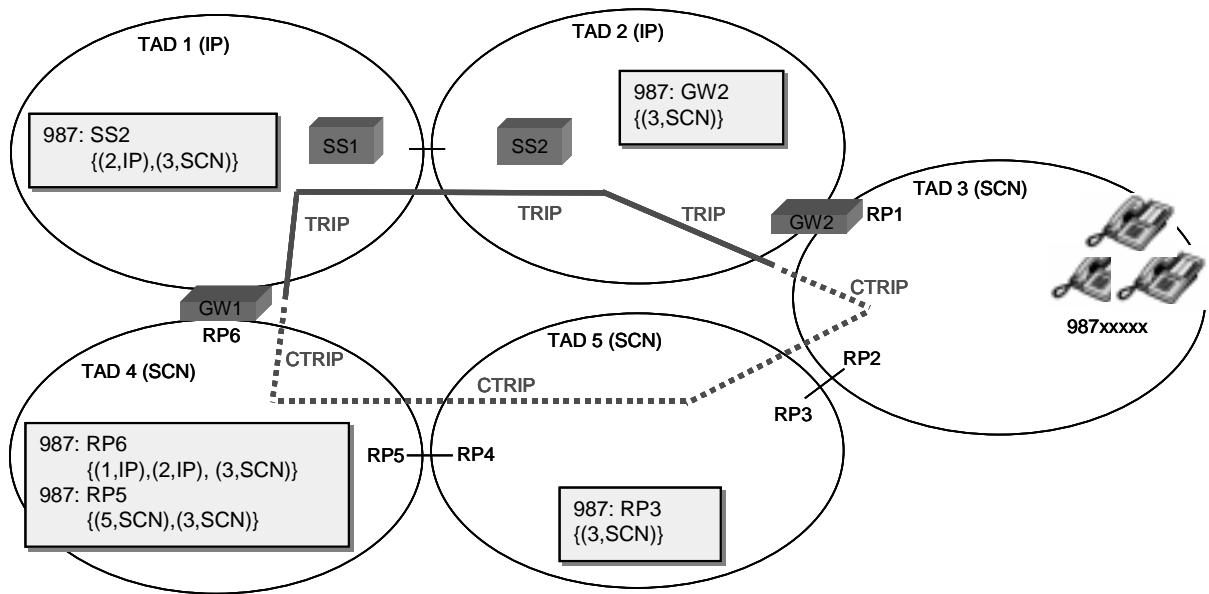 TAD 1 (IP)
987: SS2
{(2,IP),(3,SCN)}
SS1
TRIP
TAD 2 (IP)
987: GW2
{(3,SCN)}
SS2
TRIP
TRIP
GW2
RP1
TAD 3 (SCN)
CTRIP
987xxxxx
GW1
RP6
TAD 4 (SCN)
CTRIP
987: RP6
{(1,IP),(2,IP), (3,SCN)}
987: RP5
{(5,SCN),(3,SCN)}
RP5
TAD 5 (SCN)
CTRIP
RP2
RP3
RP4
987: RP3
{(3,SCN)}